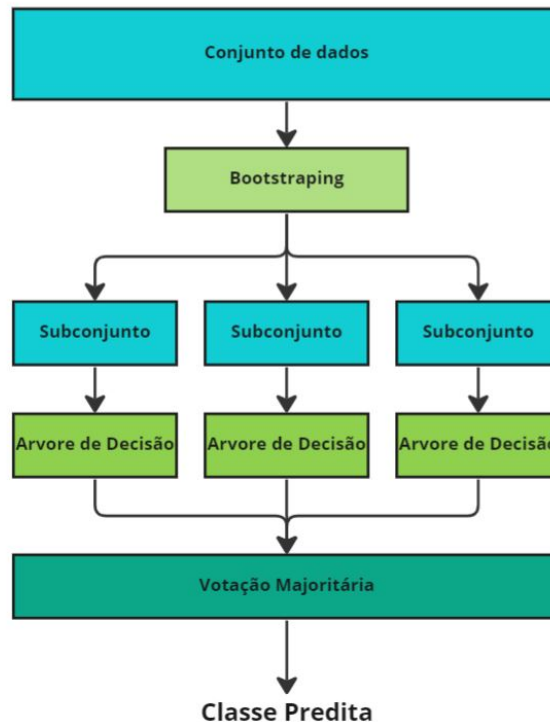 Conjunto de dados
Bootstraping
Subconjunto
Subconjunto
Subconjunto
Arvore de Decisão
Arvore de Decisão
Arvore de Decisão
Votação Majoritária
Classe Predita